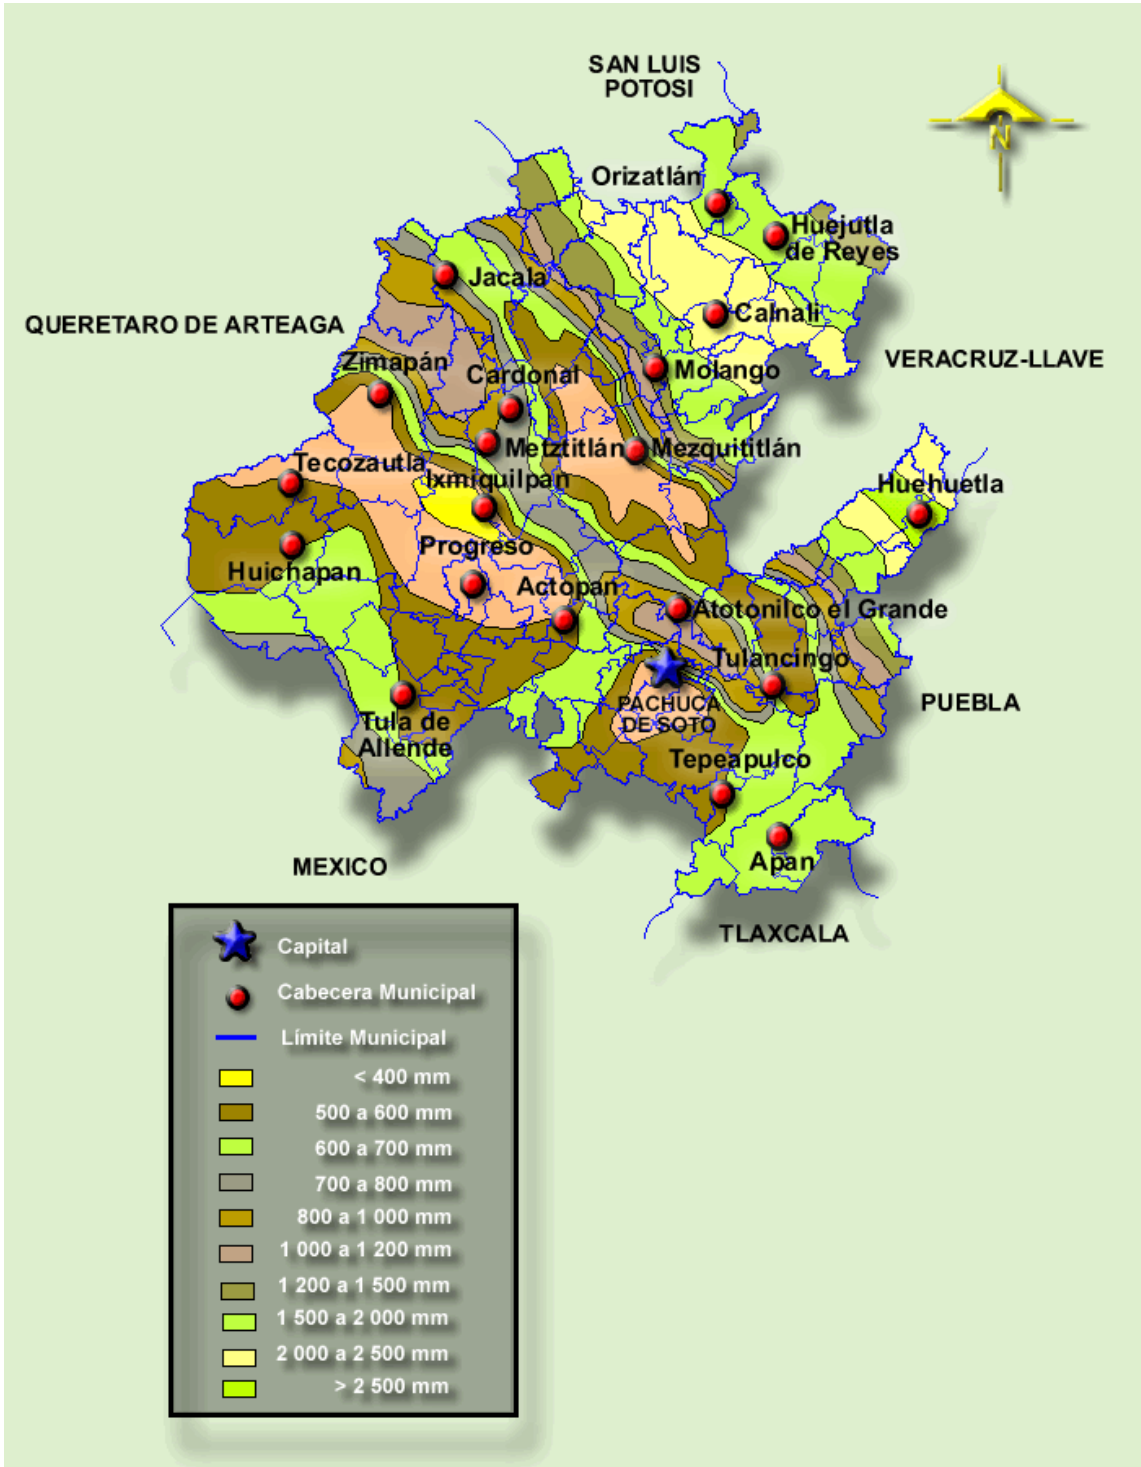 SAN LUIS
POTOSI
N
Orizatlán
Huejutla
de Reyes
Jacala
QUERETARO DE ARTEAGA
Calnali
VERACRUZ-LLAVE
Zimapán
Cardonal
Molango
Metztitlán
Mezquititlán
Tecozautla
Ixmiquilpan
Huehuetla
Progreso
Huichapan
Actopan
Atotonilco el Grande
Tulancingo
PACHUCA
DE SOTO
PUEBLA
Tula de
Allende
Tepeapulco
MEXICO
Apan
TLAXCALA
Capital
Cabecera Municipal
Límite Municipal
< 400 mm
500 a 600 mm
600 a 700 mm
700 a 800 mm
800 a 1 000 mm
1 000 a 1 200 mm
1 200 a 1 500 mm
1 500 a 2 000 mm
2 000 a 2 500 mm
> 2 500 mm